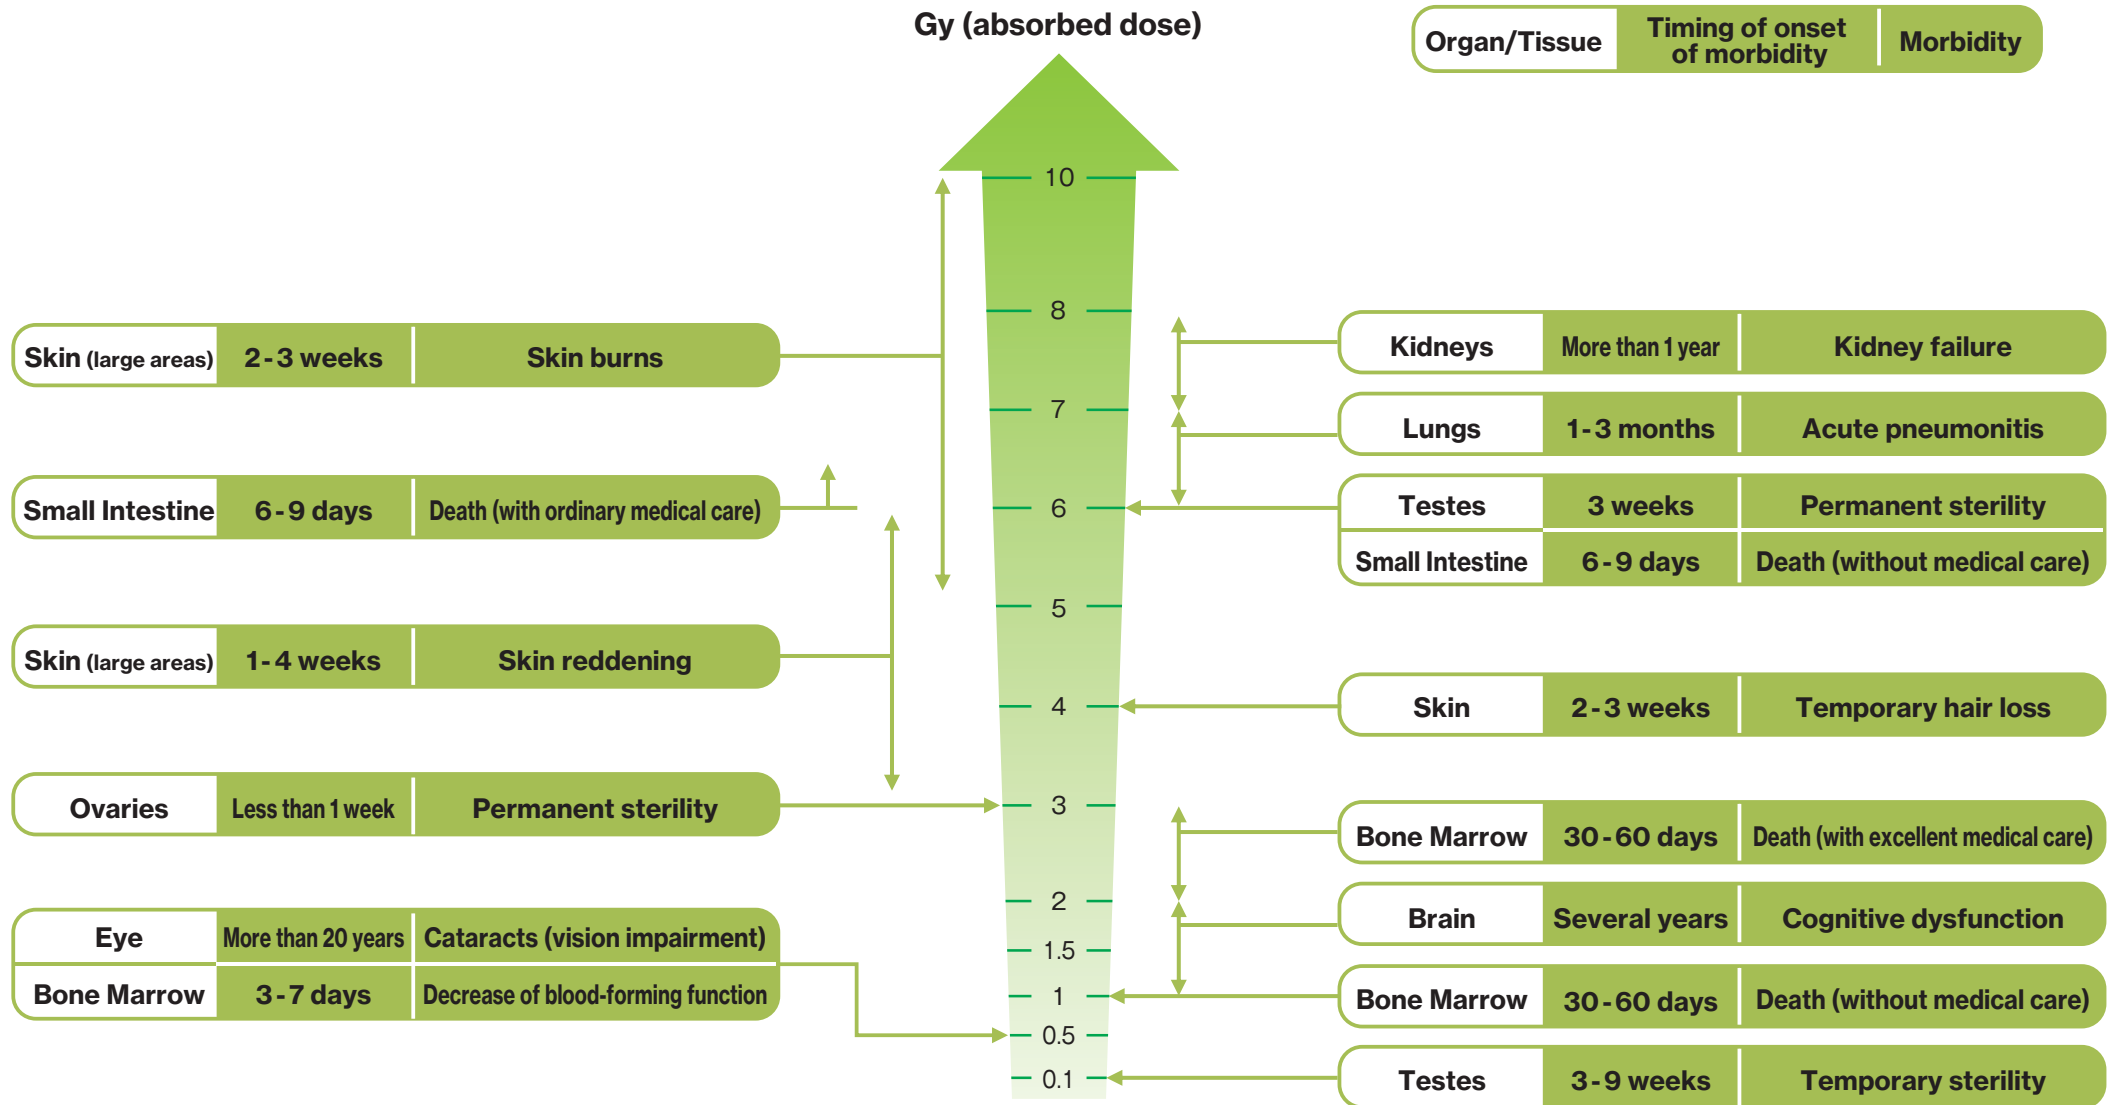 Gy (absorbed dose)
Organ/Tissue
Timing of onset
of morbidity
Morbidity
Skin (large areas) 2-3 weeks Skin burns
Small Intestine 6-9 days Death (with ordinary medical care)
Skin (large areas) 1-4 weeks Skin reddening
Ovaries Less than 1 week Permanent sterility
Eye More than 20 years Cataracts (vision impairment)
Bone Marrow 3-7 days Decrease of blood-forming function
10
8
7
6
5
4
3
2
1.5
1
0.5
0.1
Kidneys More than 1 year Kidney failure
Lungs 1-3 months Acute pneumonitis
Testes 3 weeks Permanent sterility
Small Intestine 6-9 days Death (without medical care)
Skin 2-3 weeks Temporary hair loss
Bone Marrow 30-60 days Death (with excellent medical care)
Brain Several years Cognitive dysfunction
Bone Marrow 30-60 days Death (without medical care)
Testes 3-9 weeks Temporary sterility